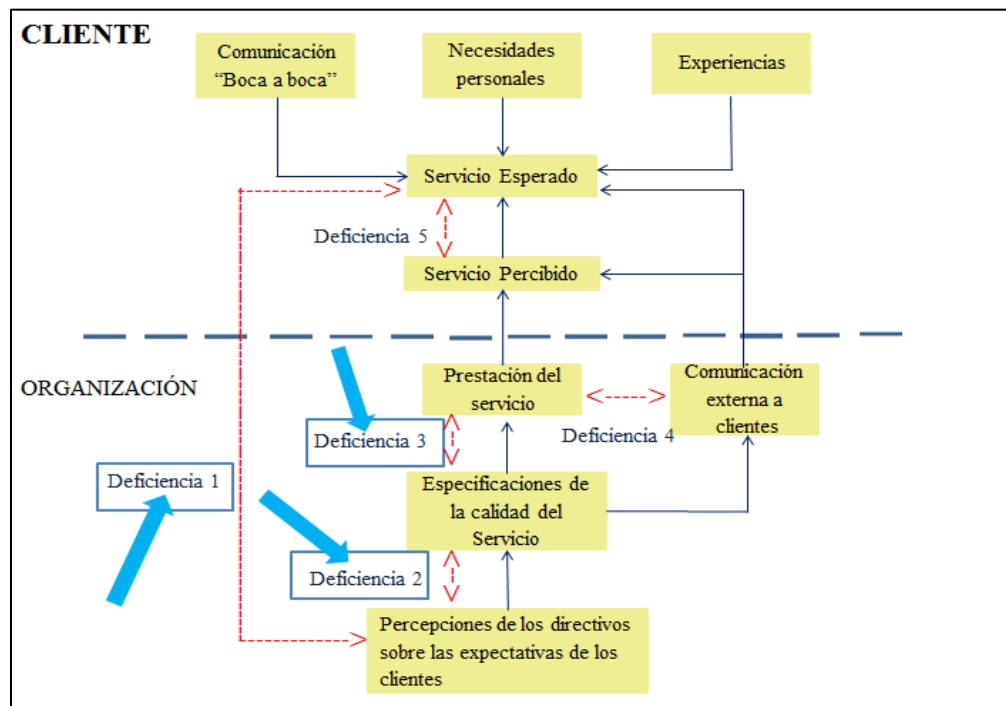 CLIENTE
Comunicación
“Boca a boca”
Necesidades
personales
Experiencias
Servicio Esperado
Deficiencia 5
Servicio Percibido
ORGANIZACIÓN
Prestación del
servicio
Comunicación
externa a
clientes
Deficiencia 3
Deficiencia 4
Deficiencia 1
Especificaciones de
la calidad del
Servicio
Deficiencia 2
Percepciones de los directivos
sobre las expectativas de los
clientes